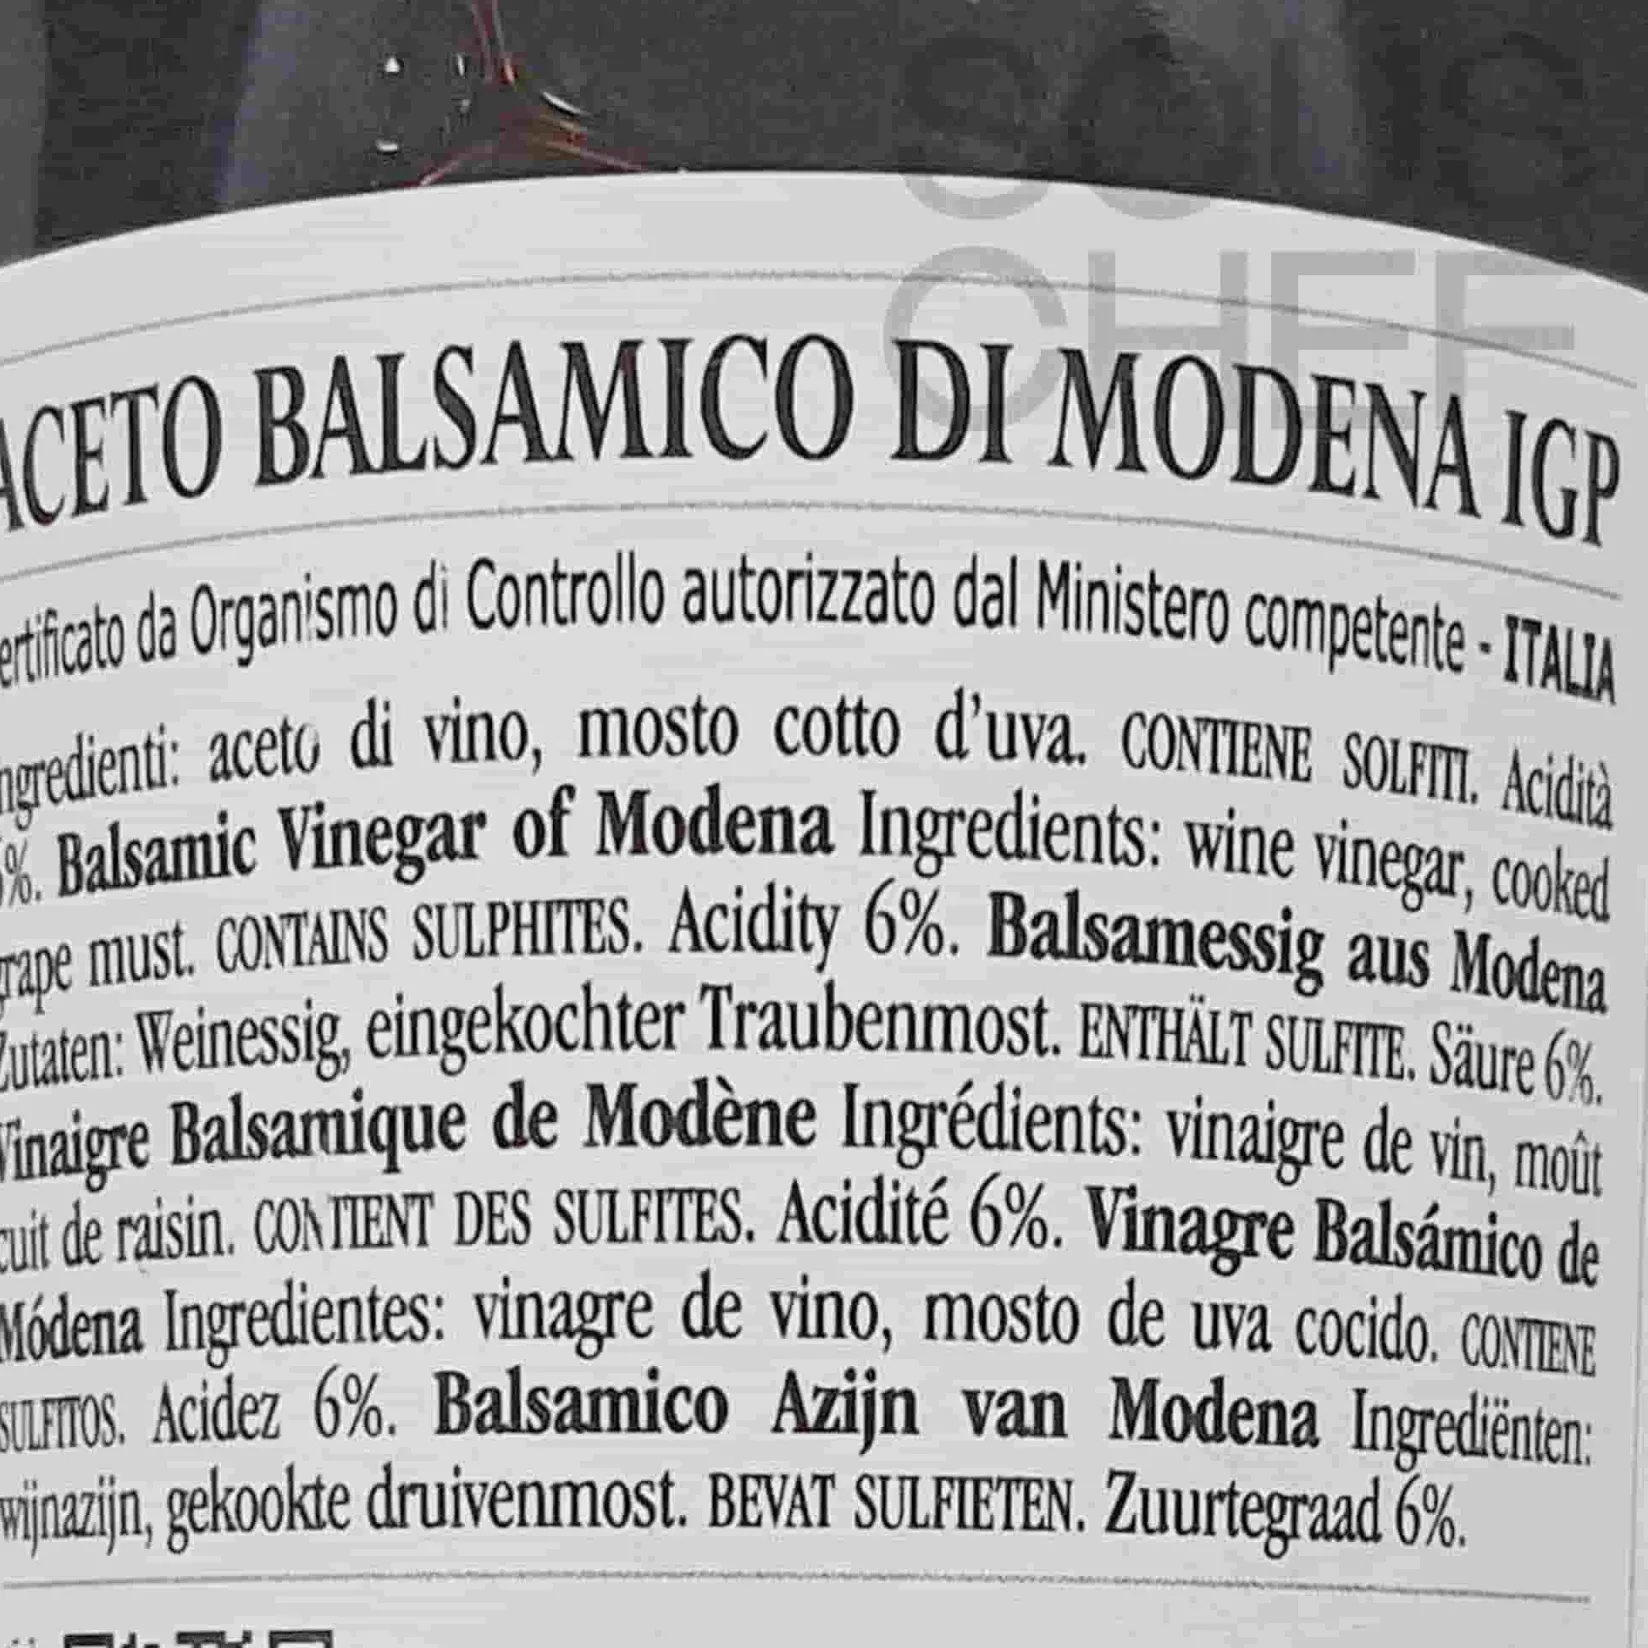 SOUS
CHEF
ACETO BALSAMICO DI MODENA IGP
ertificato da Organismo di Controllo autorizzato dal Ministero competente - ITALIA
ngredienti: aceto di vino, mosto cotto d'uva. CONTIENE SOLFITI. Acidità
6%. Balsamic Vinegar of Modena Ingredients: wine vinegar, cooked
rape must. CONTAINS SULPHITES. Acidity 6%. Balsamessig aus Modena
Zutaten: Weinessig, eingekochter Traubenmost. ENTHÄLT SULFITE. Säure 6%.
Vinaigre Balsamique de Modène Ingrédients: vinaigre de vin, moût
cuit de raisin. CONTIENT DES SULFITES. Acidité 6%. Vinagre Balsámico de
Módena Ingredientes: vinagre de vino, mosto de uva cocido. CONTIENE
SULFITOS. Acidez 6%. Balsamico Azijn van Modena Ingrediënten:
wijnazijn, gekookte druivenmost. BEVAT SULFIETEN. Zuurtegraad 6%.